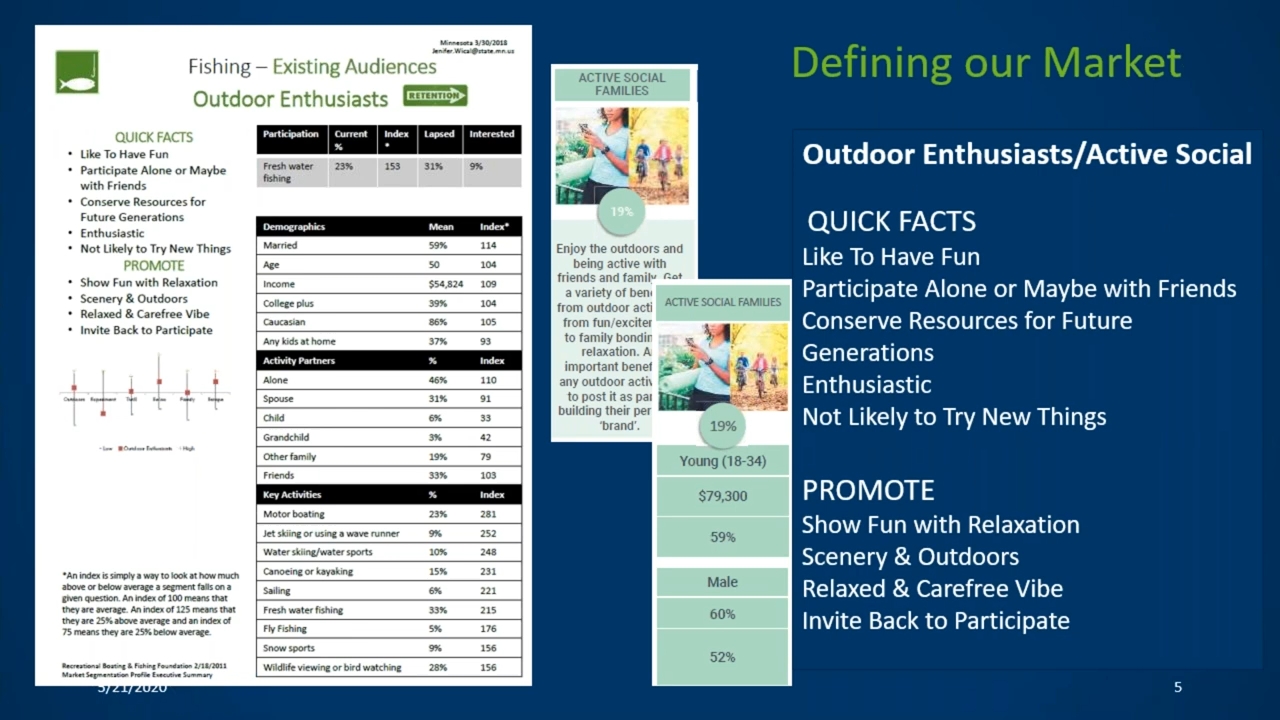 Minnesota 3/30/2018
Jenifer.Wical@state.mn.us
Fishing – Existing Audiences
Outdoor Enthusiasts RETENTION
QUICK FACTS
• Like To Have Fun
• Participate Alone or Maybe
with Friends
• Conserve Resources for
Future Generations
• Enthusiastic
• Not Likely to Try New Things
PROMOTE
• Show Fun with Relaxation
• Scenery & Outdoors
• Relaxed & Carefree Vibe
• Invite Back to Participate
Low Outdoor Enthusiasts High
*An index is simply a way to look at how much
above or below average a segment falls on a
given question. An index of 100 means that
they are average. An index of 125 means that
they are 25% above average and an index of
75 means they are 25% below average.
Recreational Boating & Fishing Foundation 2/18/2011
Market Segmentation Profile Executive Summary
Participation Current % Index * Lapsed Interested
Fresh water fishing 23% 153 31% 9%
Demographics Mean Index*
Married 59% 114
Age 50 104
Income $54,824 109
College plus 39% 104
Caucasian 86% 105
Any kids at home 37% 93
Activity Partners % Index
Alone 46% 110
Spouse 31% 91
Child 6% 33
Grandchild 3% 42
Other family 19% 79
Friends 33% 103
Key Activities % Index
Motor boating 23% 281
Jet skiing or using a wave runner 9% 252
Water skiing/water sports 10% 248
Canoeing or kayaking 15% 231
Sailing 6% 221
Fresh water fishing 33% 215
Fly Fishing 5% 176
Snow sports 9% 156
Wildlife viewing or bird watching 28% 156
ACTIVE SOCIAL
FAMILIES
19%
Enjoy the outdoors and
being active with
friends and family. Get
a variety of
from outdoor
from
to family
relaxation.
important
any outdoor
to post it as
building their
‘brand’.
ACTIVE SOCIAL FAMILIES
19%
Young (18-34)
$79,300
59%
Male
60%
52%
Defining our Market
Outdoor Enthusiasts/Active Social
QUICK FACTS
Like To Have Fun
Participate Alone or Maybe with Friends
Conserve Resources for Future
Generations
Enthusiastic
Not Likely to Try New Things
PROMOTE
Show Fun with Relaxation
Scenery & Outdoors
Relaxed & Carefree Vibe
Invite Back to Participate
5/21/2020
5